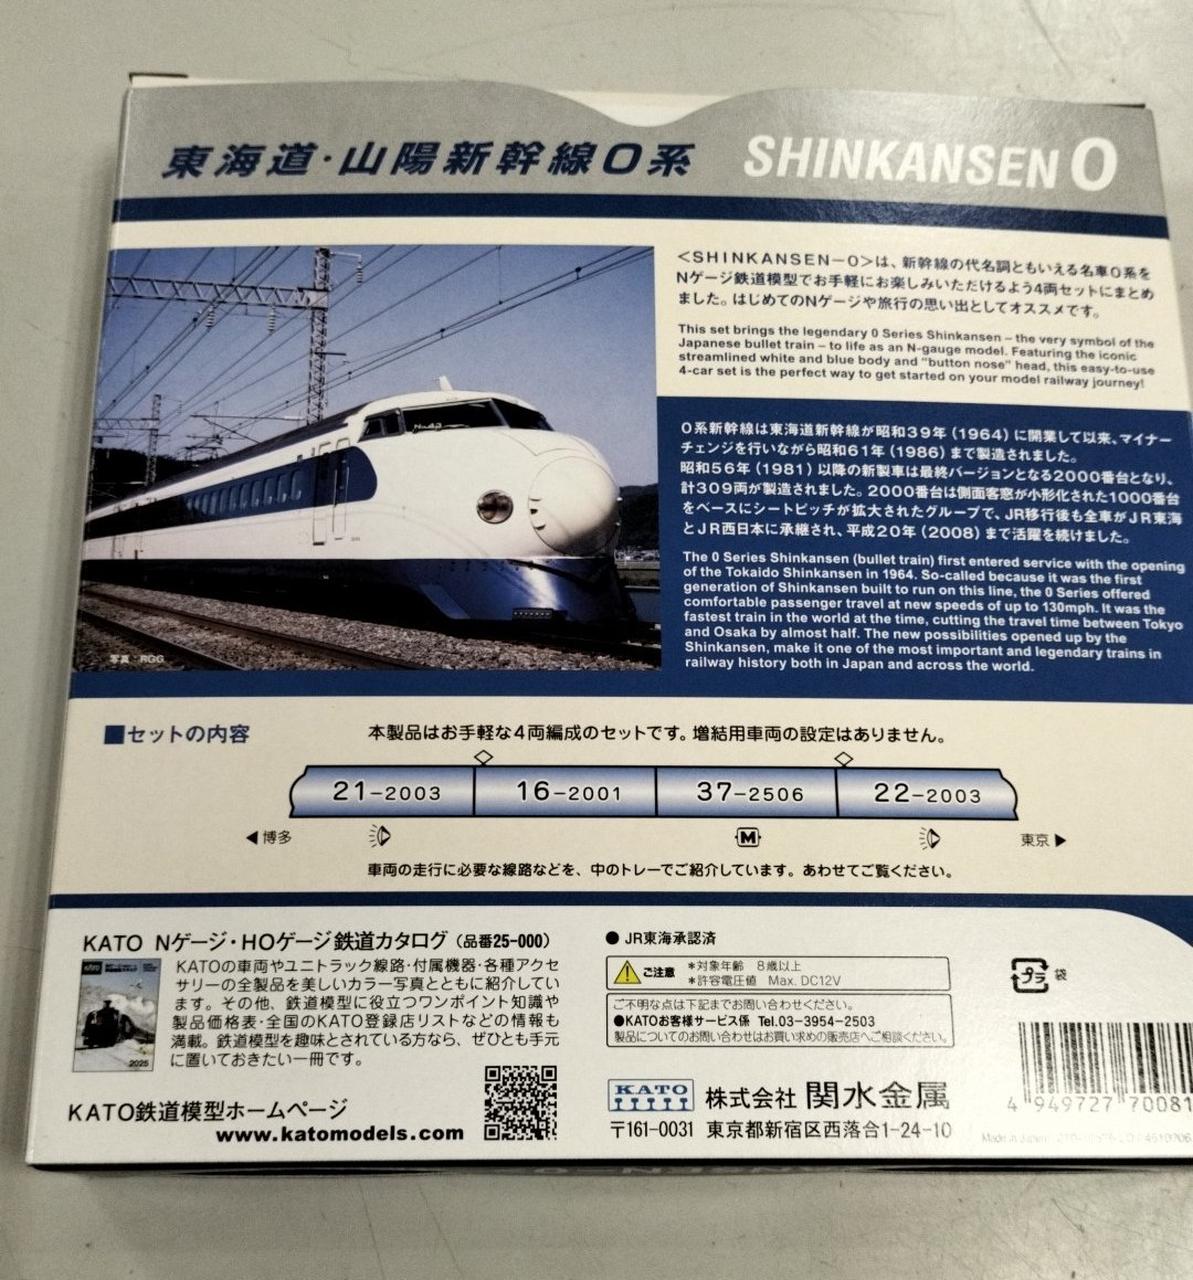 東海道・山陽新幹線0系
SHINKANSEN 0
<SHINKANSEN-0>は、新幹線の代名詞ともいえる名車0系を
Nゲージ鉄道模型でお手軽にお楽しみいただけるよう4両セットにまとめ
ました。はじめてのNゲージや旅行の思い出としてオススメです。
This set brings the legendary 0 Series Shinkansen – the very symbol of the
Japanese bullet train – to life as an N-gauge model. Featuring the iconic
streamlined white and blue body and "button nose" head, this easy-to-use
4-car set is the perfect way to get started on your model railway journey!
0系新幹線は東海道新幹線が昭和39年(1964)に開業して以来、マイナー
チェンジを行いながら昭和61年(1986)まで製造されました。
昭和56年(1981)以降の新製車は最終バージョンとなる2000番台となり、
計309両が製造されました。2000番台は側面客窓が小形化された1000番台
をベースにシートピッチが拡大されたグループで、JR移行後も全車がJR東海
とJR西日本に承継され、平成20年(2008)まで活躍を続けました。
The 0 Series Shinkansen (bullet train) first entered service with the opening
of the Tokaido Shinkansen in 1964. So-called because it was the first
generation of Shinkansen built to run on this line, the 0 Series offered
comfortable passenger travel at new speeds of up to 130mph. It was the
fastest train in the world at the time, cutting the travel time between Tokyo
and Osaka by almost half. The new possibilities opened up by the
Shinkansen, make it one of the most important and legendary trains in
railway history both in Japan and across the world.
写真・RGG
■セットの内容
本製品はお手軽な4両編成のセットです。増結用車両の設定はありません。
21-2003 16-2001 37-2506 22-2003
◀博多 M 東京▶
車両の走行に必要な線路などを、中のトレーでご紹介しています。あわせてご覧ください。
KATO Nゲージ・HOゲージ鉄道カタログ(品番25-000)
KATOの車両やユニトラック線路・付属機器・各種アクセ
サリーの全製品を美しいカラー写真とともに紹介してい
ます。その他、鉄道模型に役立つワンポイント知識や
製品価格表・全国のKATO登録店リストなどの情報も
満載。鉄道模型を趣味とされている方なら、ぜひとも手元
に置いておきたい一冊です。
2025
KATO鉄道模型ホームページ
www.katomodels.com
●JR東海承認済
ご注意
*対象年齢 8歳以上
*許容電圧値 Max. DC12V
ご不明な点は下記までお問い合わせください。
●KATOお客様サービス係 Tel.03-3954-2503
製品についてのお問い合わせはお買い求めの販売店へご相談ください。
KATO 株式会社 関水金属
〒161-0031 東京都新宿区西落合1-24-10
プラ 袋
4 949727 70081
Made in Japan